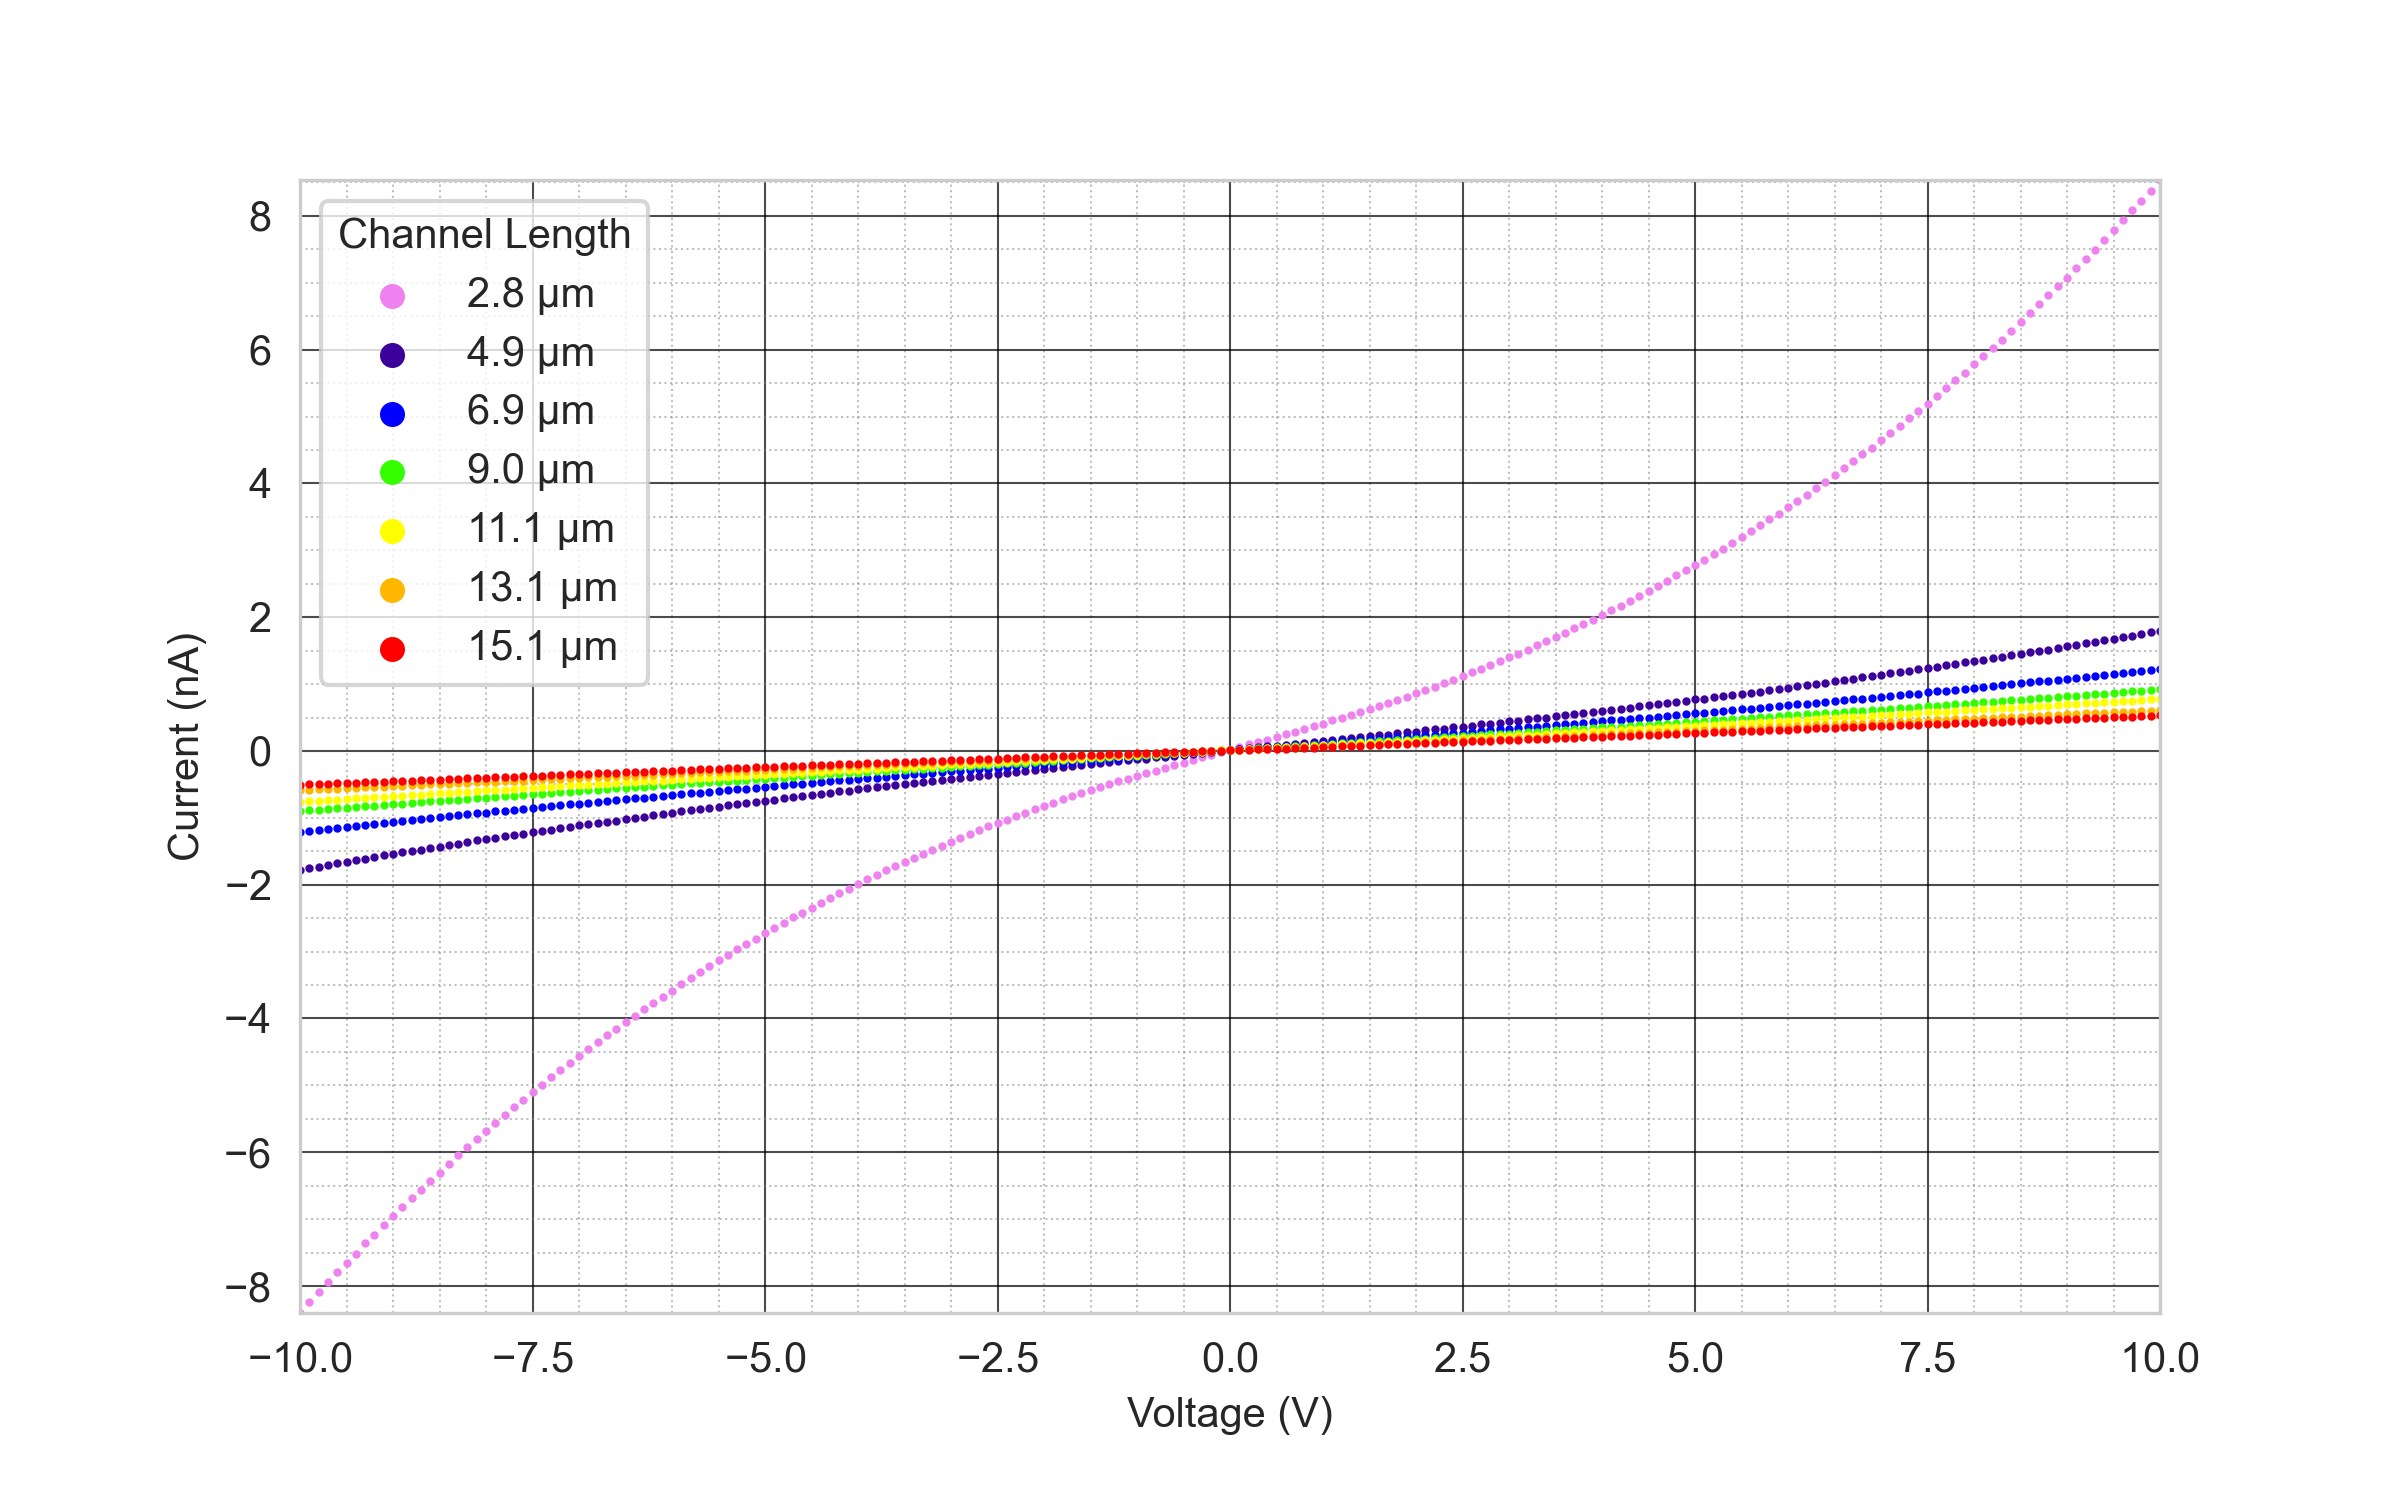 Channel Length
2.8 µm
4.9 µm
6.9 µm
9.0 µm
11.1 µm
13.1 µm
15.1 µm
8
6
4
2
0
−2
−4
−6
−8
Current (nA)
−10.0 −7.5 −5.0 −2.5 0.0 2.5 5.0 7.5 10.0
Voltage (V)